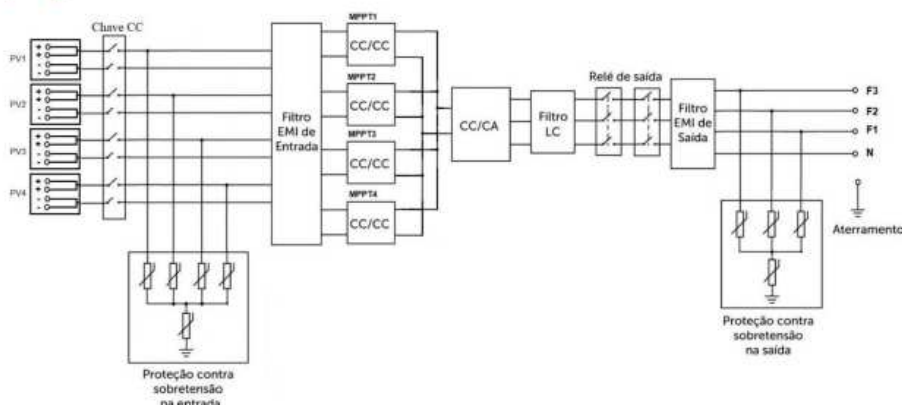 Chave CC
PV1
PV2
PV3
PV4
+
+
-
-
+
+
-
-
+
+
-
-
+
+
-
-
Filtro
EMI de
Entrada
MPPT1
CC/CC
MPPT2
CC/CC
MPPT3
CC/CC
MPPT4
CC/CC
CC/CA
Filtro
LC
Relé de saída
Filtro
EMI de
Saída
F3
F2
F1
N
Aterramento
Proteção contra
sobretensão
na entrada
Proteção contra
sobretensão
na saída